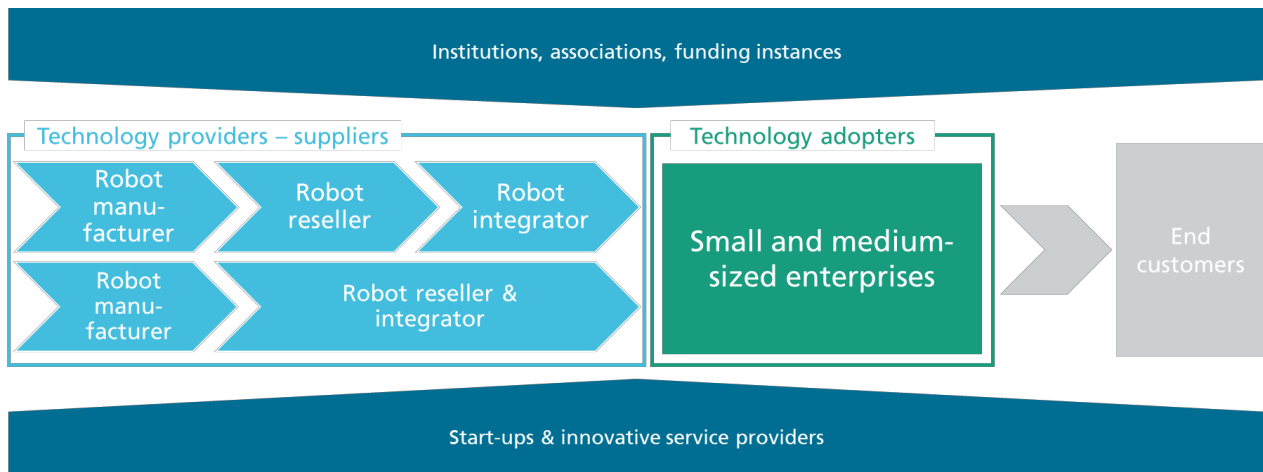 Institutions, associations, funding instances
Technology providers – suppliers
Technology adopters
Robot
manu-
facturer
Robot
reseller
Robot
integrator
Robot
manu-
facturer
Robot reseller &
integrator
Small and medium-
sized enterprises
End
customers
Start-ups & innovative service providers